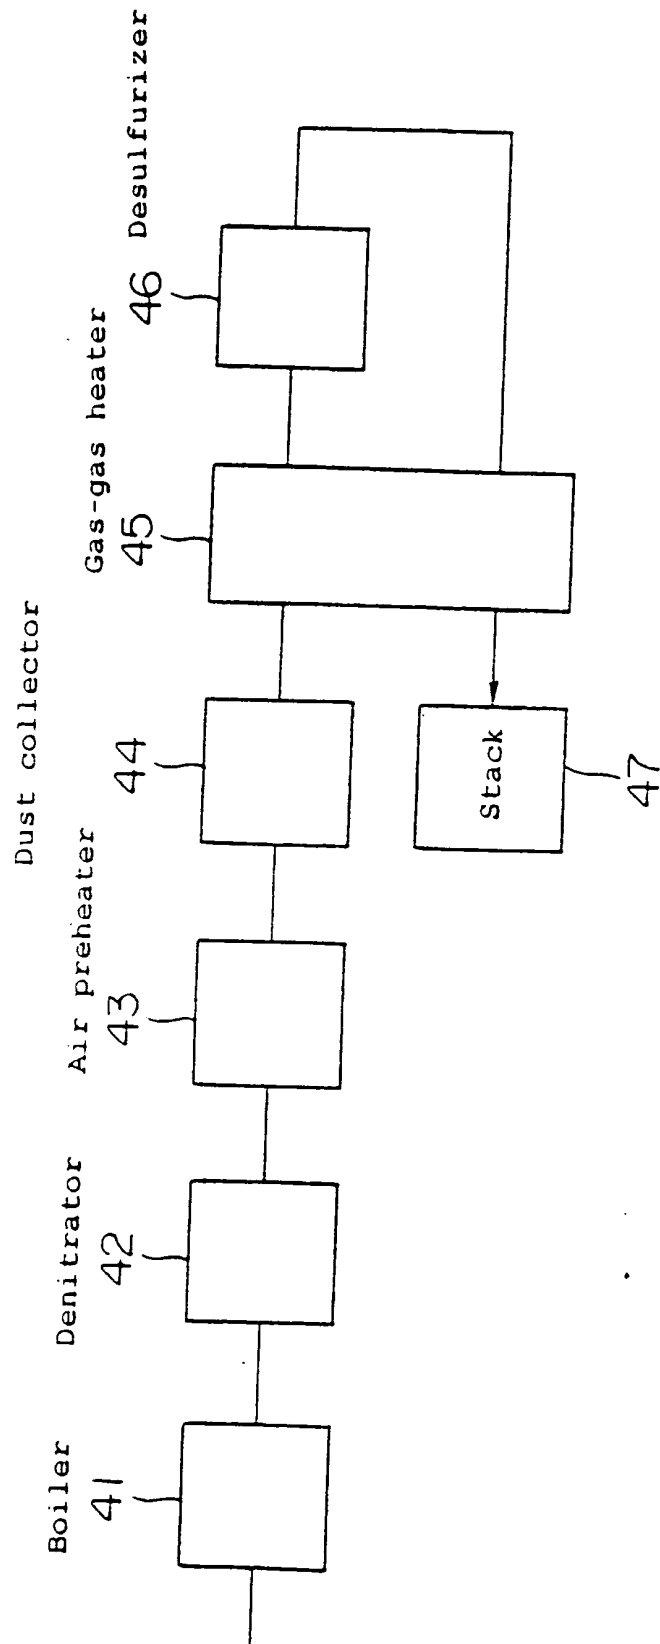 Boiler
41
Denitrator
42
Air preheater
43
Dust collector
44
Gas-gas heater
45
Desulfurizer
46
Stack
47